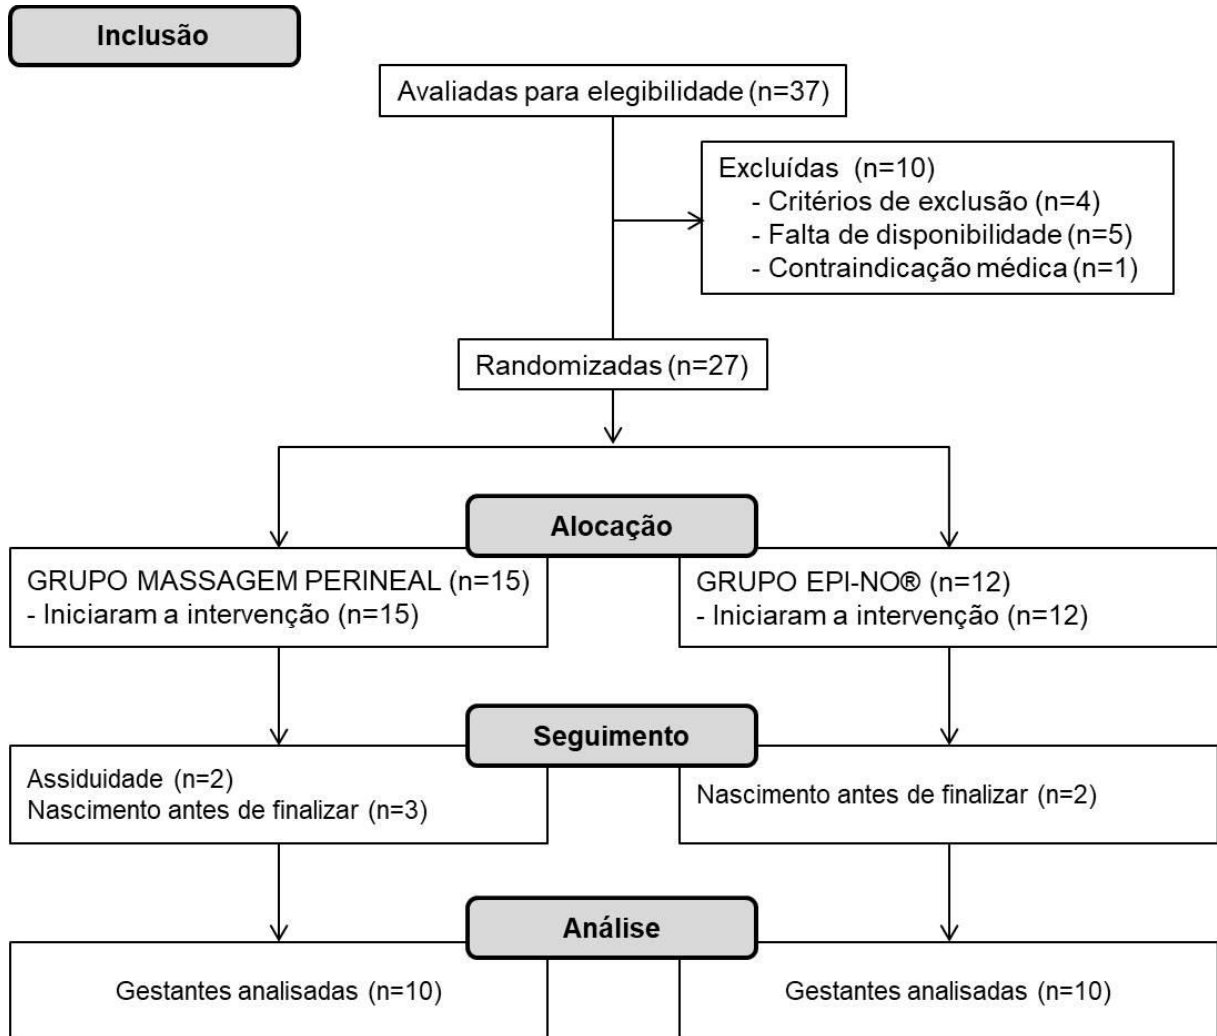 Inclusão
Avaliadas para elegibilidade (n=37)
Excluídas (n=10)
- Critérios de exclusão (n=4)
- Falta de disponibilidade (n=5)
- Contraindicação médica (n=1)
Randomizadas (n=27)
Alocação
GRUPO MASSAGEM PERINEAL (n=15)
- Iniciaram a intervenção (n=15)
GRUPO EPI-NO® (n=12)
- Iniciaram a intervenção (n=12)
Seguimento
Assiduidade (n=2)
Nascimento antes de finalizar (n=3)
Nascimento antes de finalizar (n=2)
Análise
Gestantes analisadas (n=10)
Gestantes analisadas (n=10)